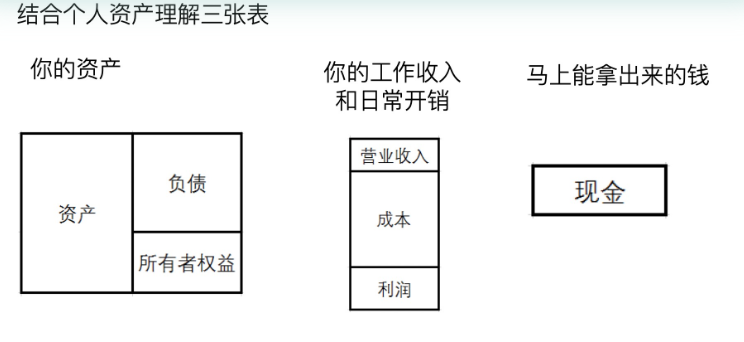 结合个人资产理解三张表
你的资产
你的工作收入
和日常开销
马上能拿出来的钱
资产
负债
所有者权益
营业收入
成本
利润
现金